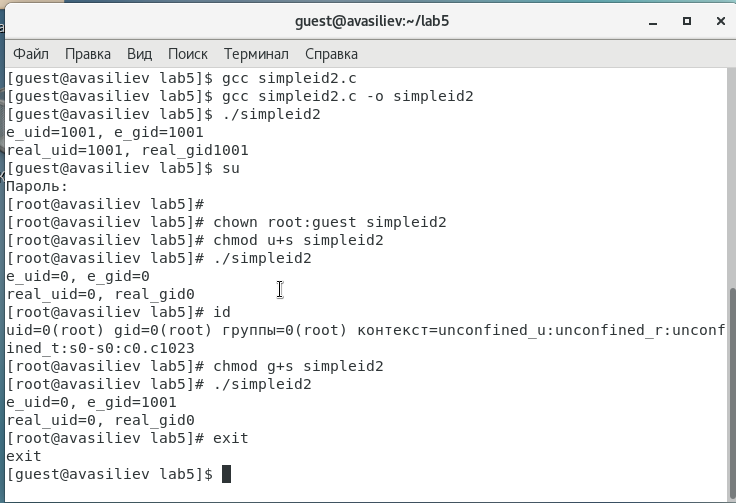 guest@avasiliev:~/lab5
Файл Правка Вид Поиск Терминал Справка
[guest@avasiliev lab5]$ gcc simpleid2.c
[guest@avasiliev lab5]$ gcc simpleid2.c -o simpleid2
[guest@avasiliev lab5]$ ./simpleid2
e_uid=1001, e_gid=1001
real_uid=1001, real_gid1001
[guest@avasiliev lab5]$ su
Пароль:
[root@avasiliev lab5]#
[root@avasiliev lab5]# chown root:guest simpleid2
[root@avasiliev lab5]# chmod u+s simpleid2
[root@avasiliev lab5]# ./simpleid2
e_uid=0, e_gid=0
real_uid=0, real_gid0
[root@avasiliev lab5]# id
uid=0(root) gid=0(root) группы=0(root) контекст=unconfined_u:unconfined_r:unconf
ined_t:s0-s0:c0.c1023
[root@avasiliev lab5]# chmod g+s simpleid2
[root@avasiliev lab5]# ./simpleid2
e_uid=0, e_gid=1001
real_uid=0, real_gid0
[root@avasiliev lab5]# exit
exit
[guest@avasiliev lab5]$